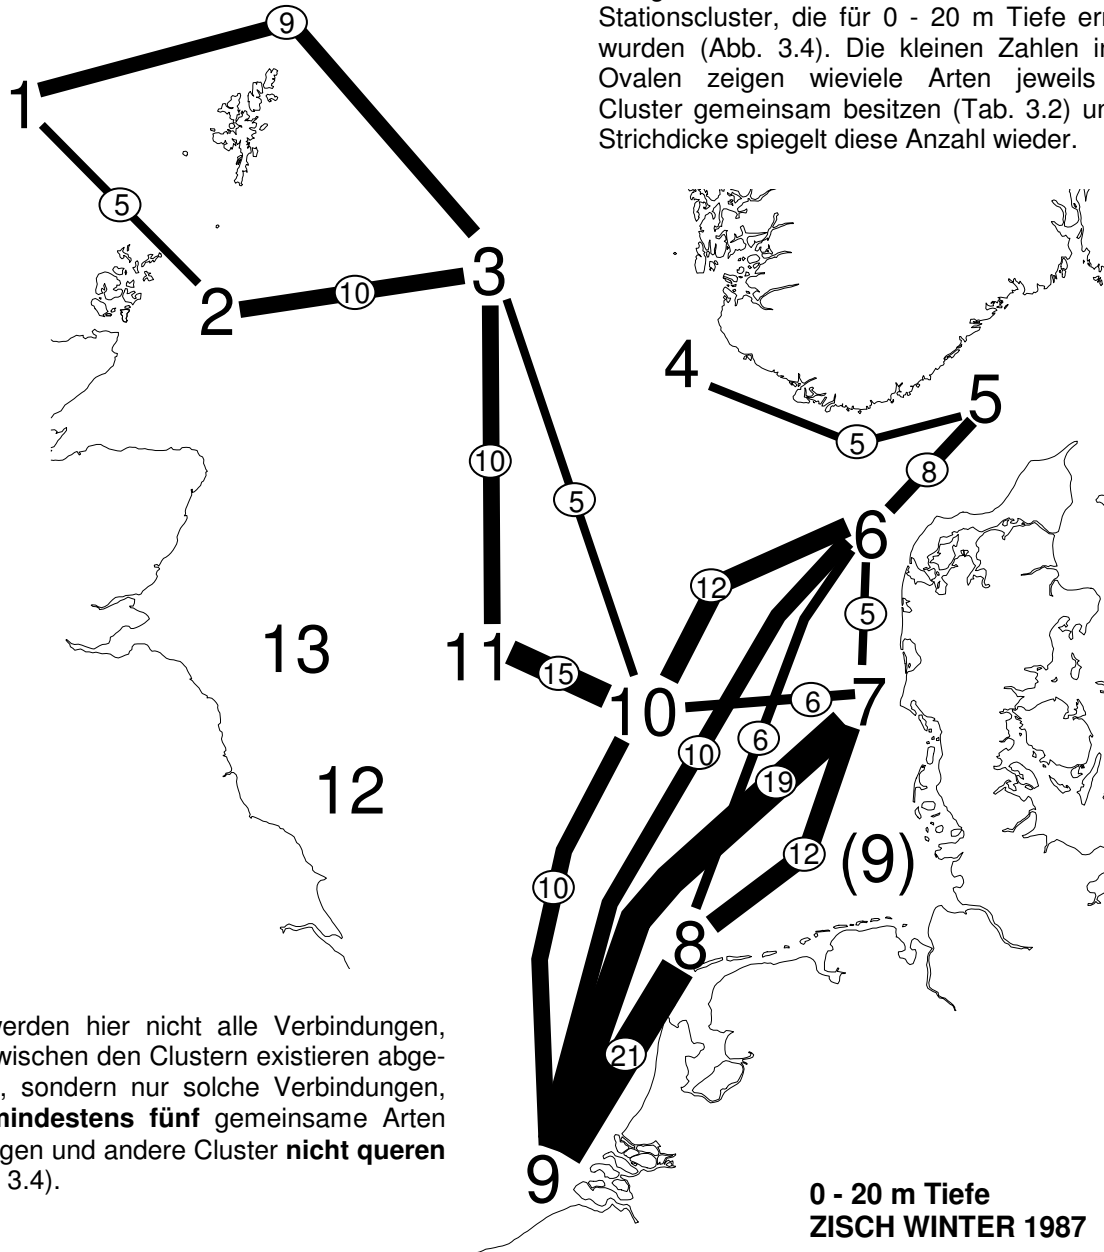 Stationscluster, die für 0 - 20 m Tiefe
wurden (Abb. 3.4). Die kleinen Zahlen
Ovalen zeigen wieviele Arten jeweils
Cluster gemeinsam besitzen (Tab. 3.2)
Strichdicke spiegelt diese Anzahl wieder.
9
1
5
3
2
10
4
5
5
8
10
5
6
12
5
13
11
15
10
6
7
10
6
19
12
12
(9)
10
8
21
9
werden hier nicht alle Verbindungen,
zwischen den Clustern existieren abge-
, sondern nur solche Verbindungen,
mindestens fünf gemeinsame Arten
gen und andere Cluster nicht queren
3.4).
0 - 20 m Tiefe
ZISCH WINTER 1987